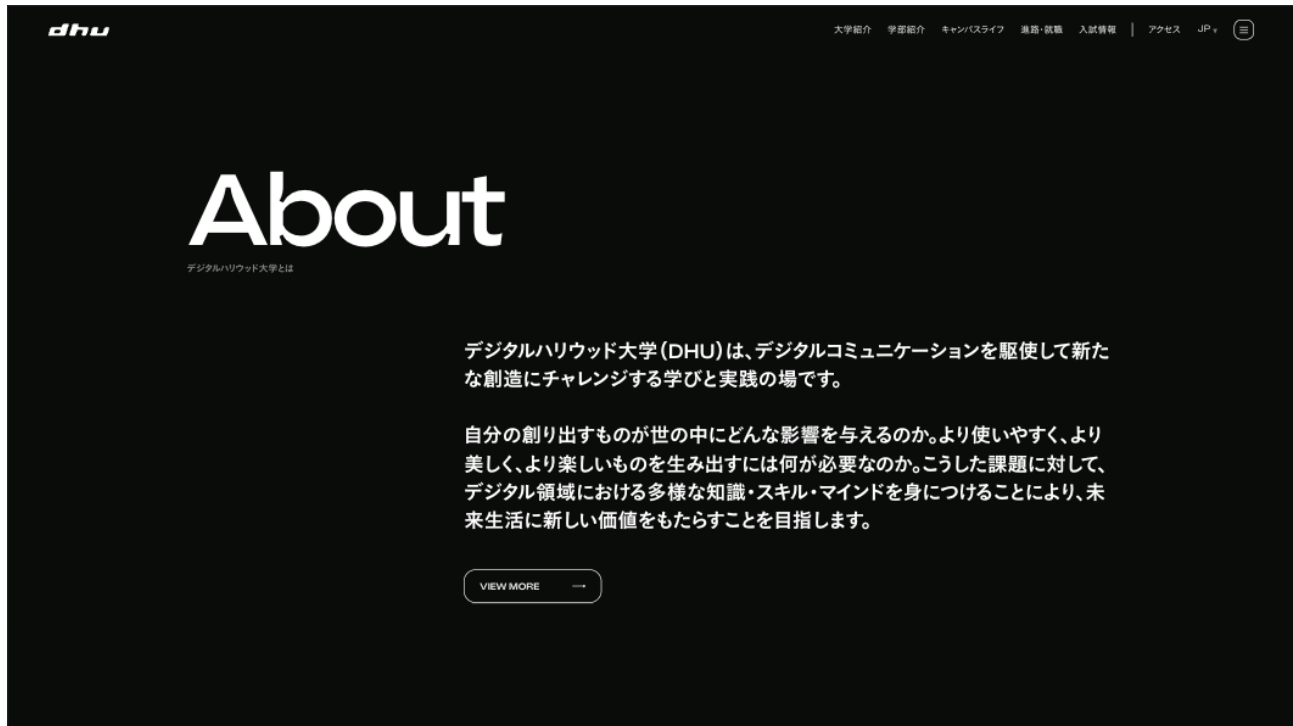 dhu
大学紹介 学部紹介 キャンパスライフ 進路・就職 入試情報 | アクセス JP
About
デジタルハリウッド大学とは
デジタルハリウッド大学(DHU)は、デジタルコミュニケーションを駆使して新た
な創造にチャレンジする学びと実践の場です。
自分の創り出すものが世の中にどんな影響を与えるのか。より使いやすく、より
美しく、より楽しいものを生み出すには何が必要なのか。こうした課題に対して、
デジタル領域における多様な知識・スキル・マインドを身につけることにより、未
来生活に新しい価値をもたらすことを目指します。
VIEW MORE